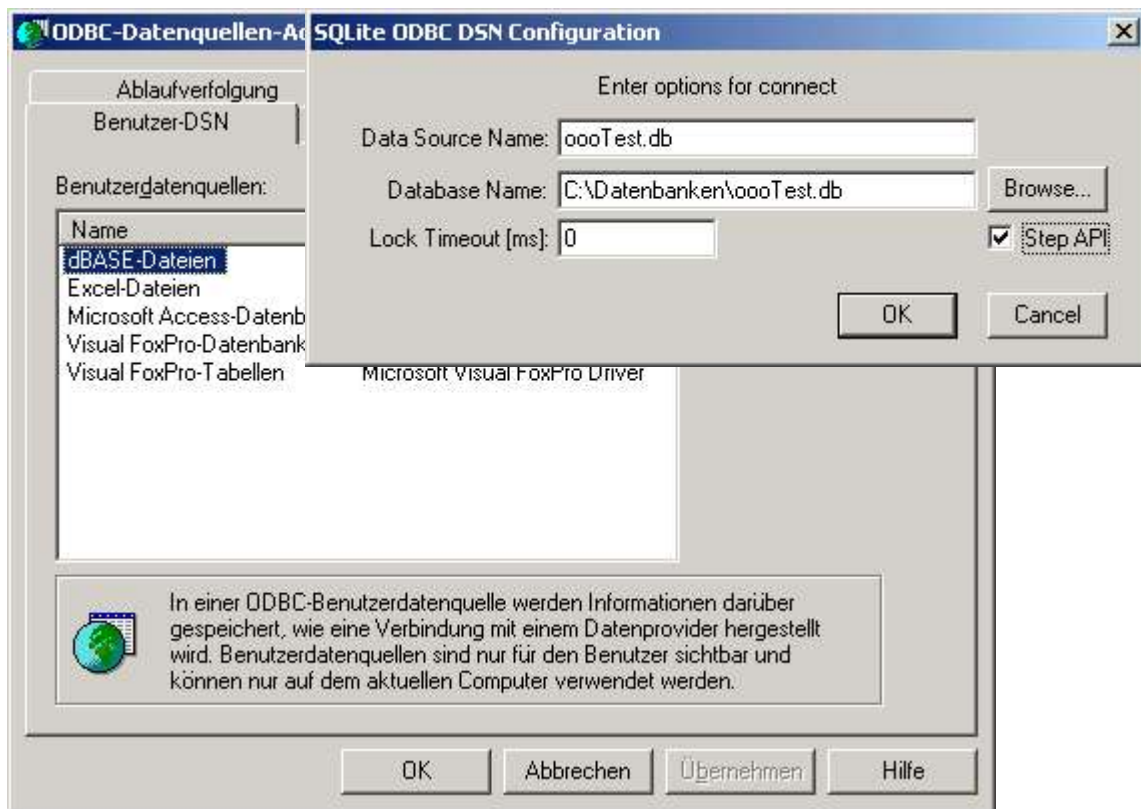 ODBC-Datenquellen-Ad
SQLite ODBC DSN Configuration
Enter options for connect
Data Source Name: oooTest.db
Database Name: C:\Datenbanken\oooTest.db Browse...
Lock Timeout [ms]: 0 Step API
OK Cancel
Ablaufverfolgung
Benutzer-DSN
Benutzerdatenquellen:
Name
dBASE-Dateien
Excel-Dateien
Microsoft Access-Datenb
Visual FoxPro-Datenbank
Visual FoxPro-Tabellen Microsoft Visual FoxPro Driver
In einer ODBC-Benutzerdatenquelle werden Informationen darüber
gespeichert, wie eine Verbindung mit einem Datenprovider hergestellt
wird. Benutzerdatenquellen sind nur für den Benutzer sichtbar und
können nur auf dem aktuellen Computer verwendet werden.
OK Abbrechen Übernehmen Hilfe